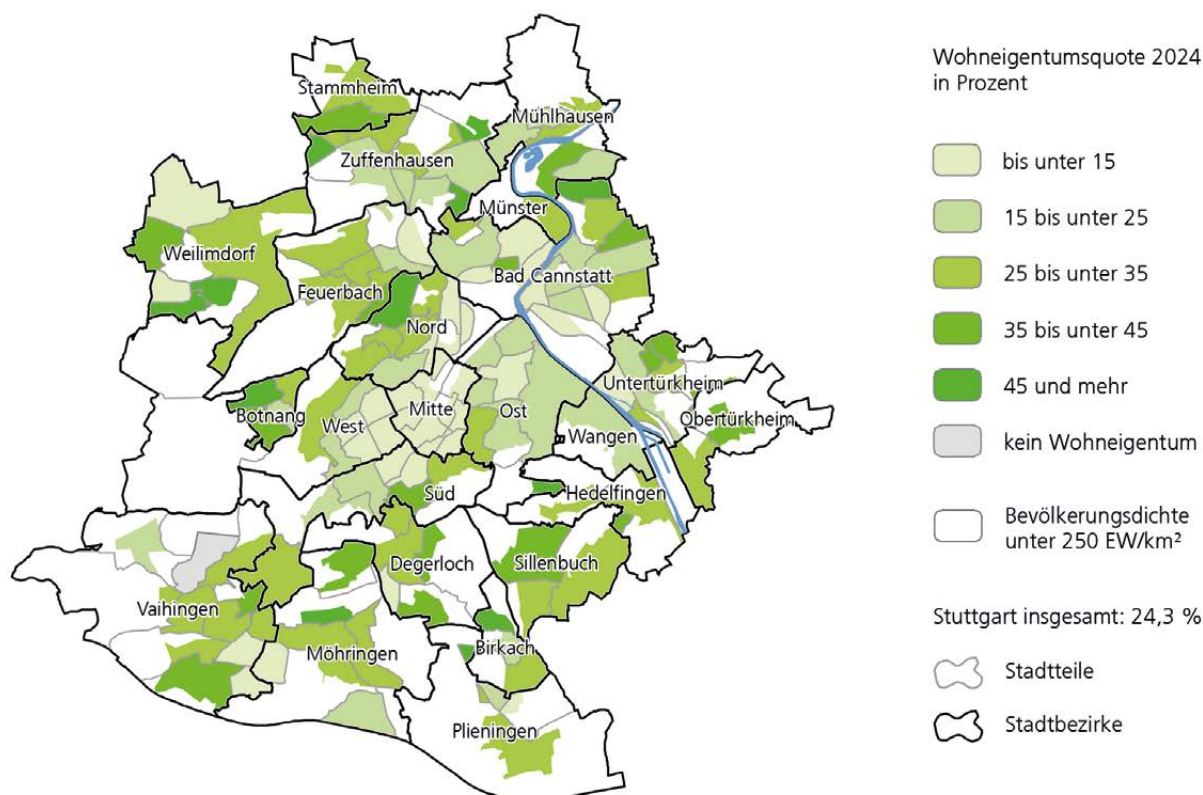 Wohneigentumsquote 2024
in Prozent
bis unter 15
15 bis unter 25
25 bis unter 35
35 bis unter 45
45 und mehr
kein Wohneigentum
Bevölkerungsdichte
unter 250 EW/km²
Stuttgart insgesamt: 24,3 %
Stadtteile
Stadtbezirke
Stammheim
Mühlhausen
Zuffenhausen
Münster
Weilimdorf
Bad Cannstatt
Feuerbach
Nord
Untertürkheim
Botnang
West
Mitte
Ost
Obertürkheim
Wangen
Süd
Hedelfingen
Degerloch
Sillenbuch
Vaihingen
Birkach
Möhringen
Plieningen